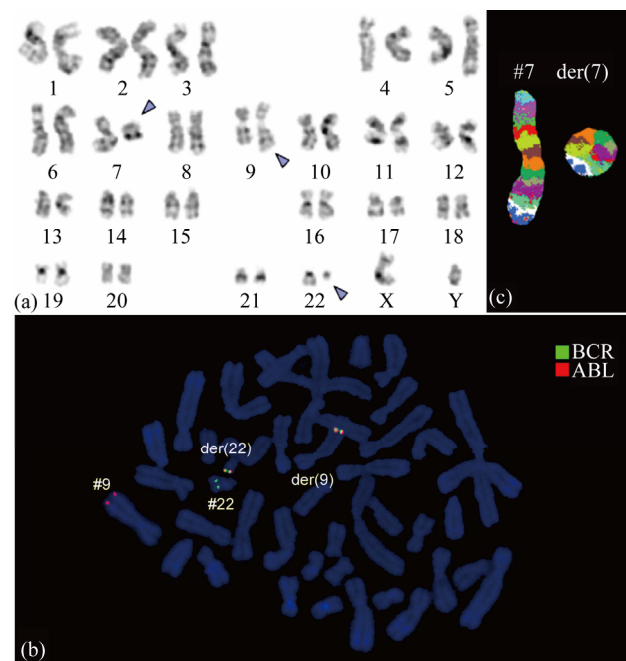 1 2 3 4 5
6 7 8 9 10 11 12
13 14 15 16 17 18
(a) 19 20 21 22 X Y
#7 der(7)
(c)
BCR
ABL
der(22)
#9
#22
der(9)
(b)